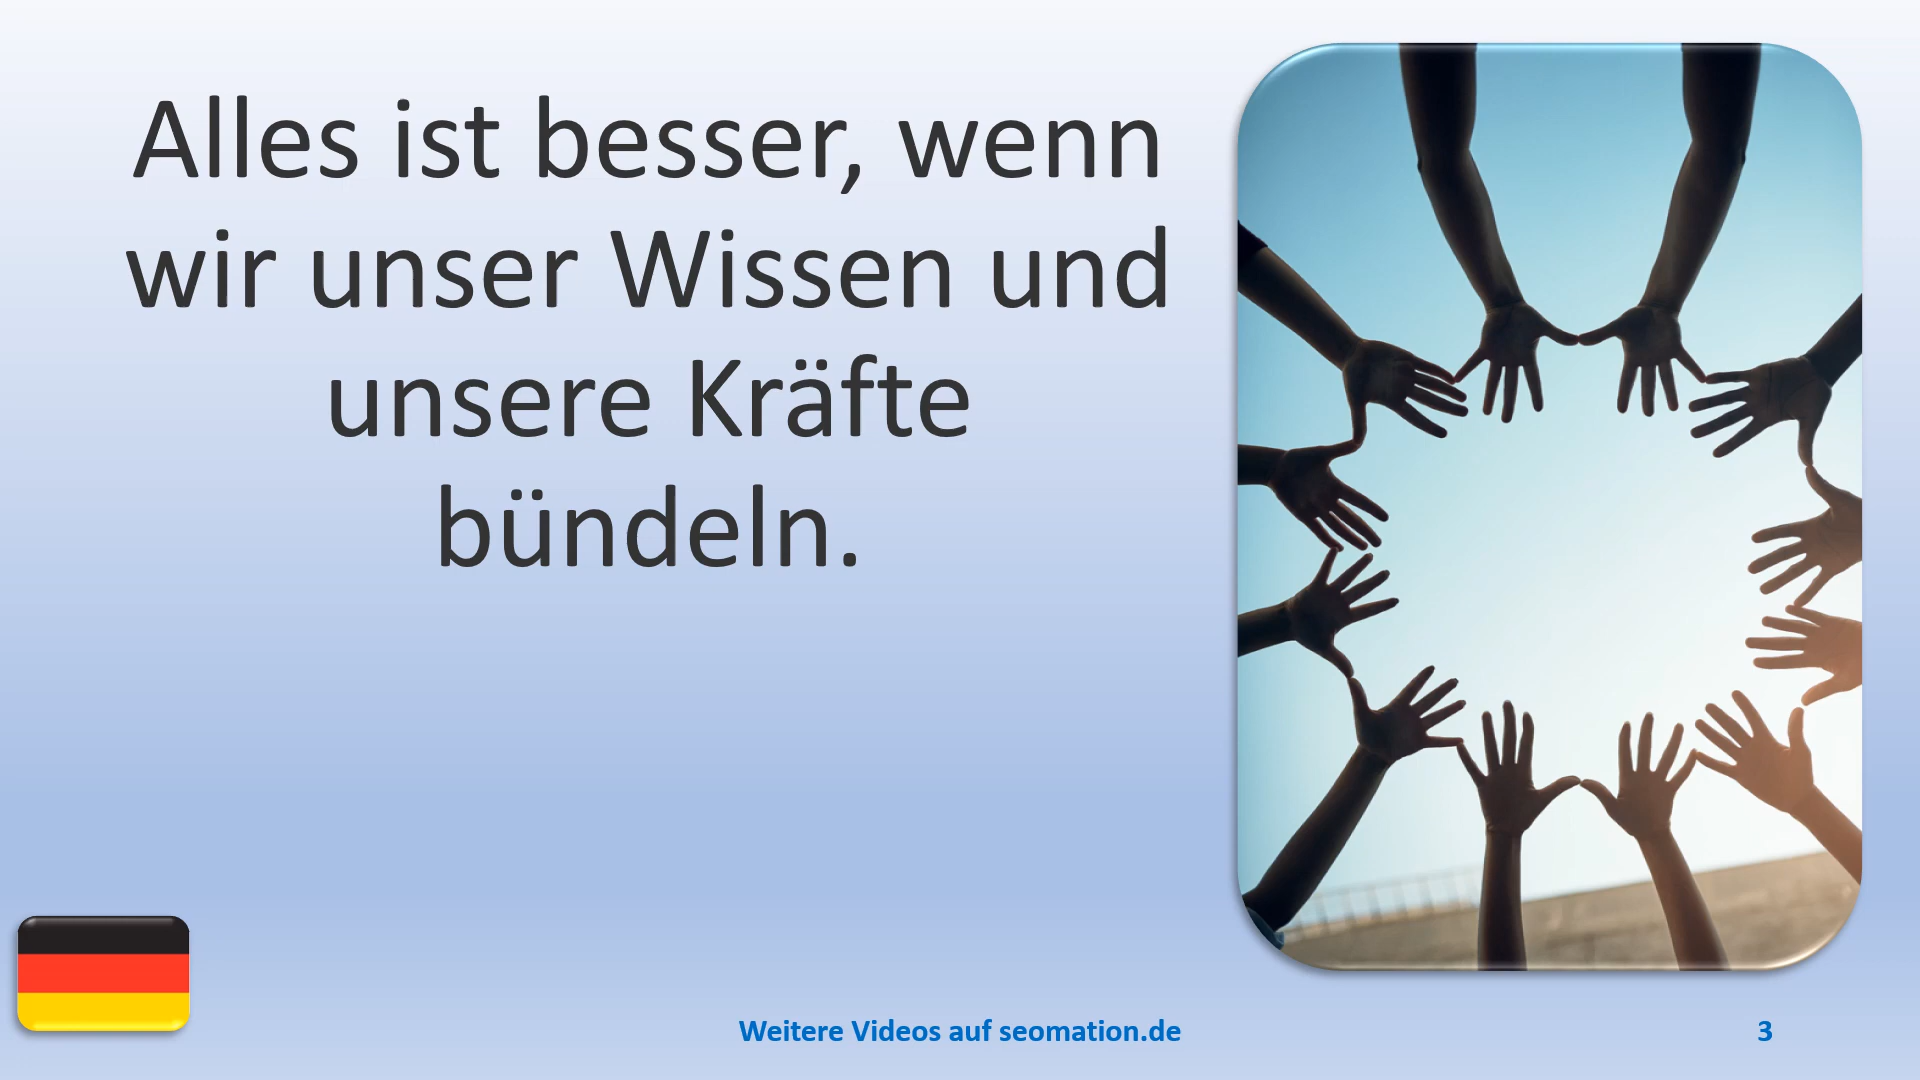 Alles ist besser, wenn
wir unser Wissen und
unsere Kräfte
bündeln.
Weitere Videos auf seomation.de
3